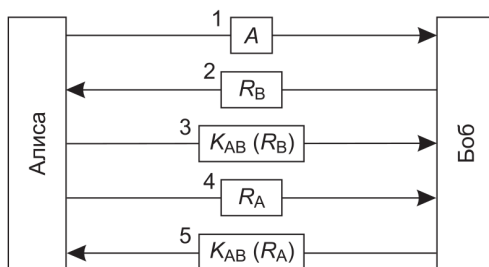 1 A
2 R_B
Алиса
3 K_AB (R_B)
Боб
4 R_A
5 K_AB (R_A)